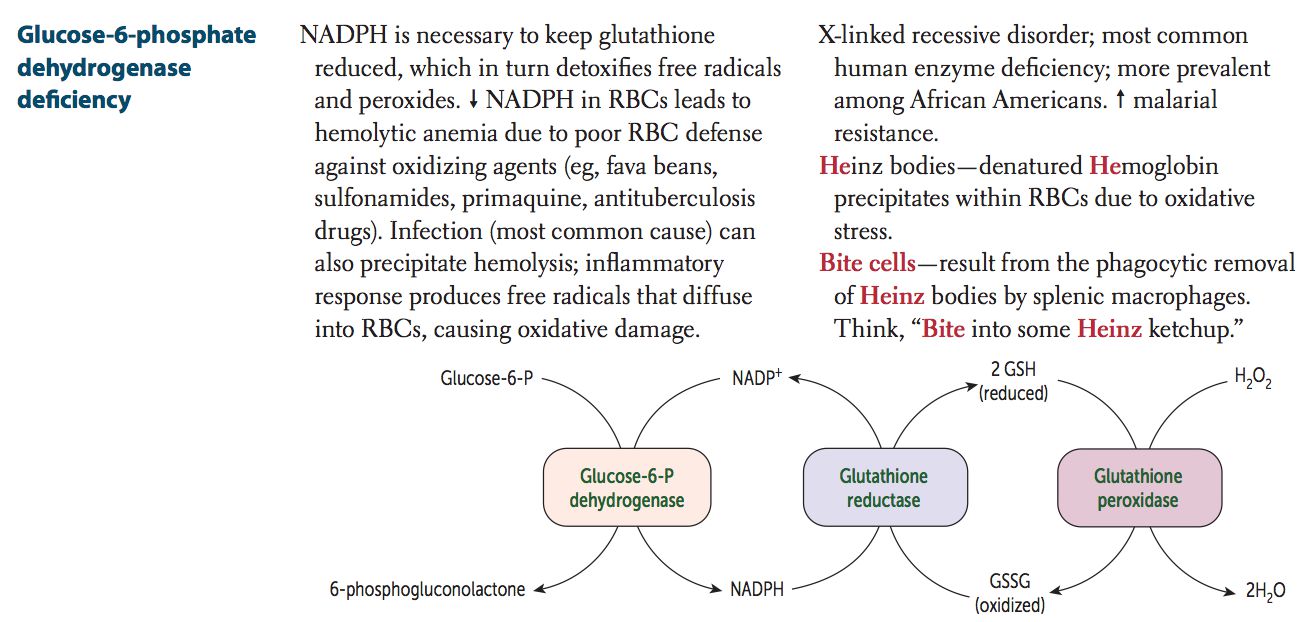 Glucose-6-phosphate
dehydrogenase
deficiency
NADPH is necessary to keep glutathione
reduced, which in turn detoxifies free radicals
and peroxides. ↓ NADPH in RBCs leads to
hemolytic anemia due to poor RBC defense
against oxidizing agents (eg, fava beans,
sulfonamides, primaquine, antituberculosis
drugs). Infection (most common cause) can
also precipitate hemolysis; inflammatory
response produces free radicals that diffuse
into RBCs, causing oxidative damage.
X-linked recessive disorder; most common
human enzyme deficiency; more prevalent
among African Americans. ↑ malarial
resistance.
Heinz bodies—denatured Hemoglobin
precipitates within RBCs due to oxidative
stress.
Bite cells—result from the phagocytic removal
of Heinz bodies by splenic macrophages.
Think, “Bite into some Heinz ketchup.”
Glucose-6-P
NADP⁺
2 GSH
(reduced)
H₂O₂
Glucose-6-P
dehydrogenase
Glutathione
reductase
Glutathione
peroxidase
6-phosphogluconolactone
NADPH
GSSG
(oxidized)
2H₂O